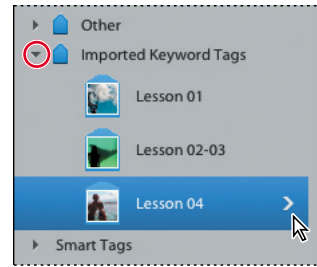 Other
Imported Keyword Tags
Lesson 01
Lesson 02-03
Lesson 04
Smart Tags